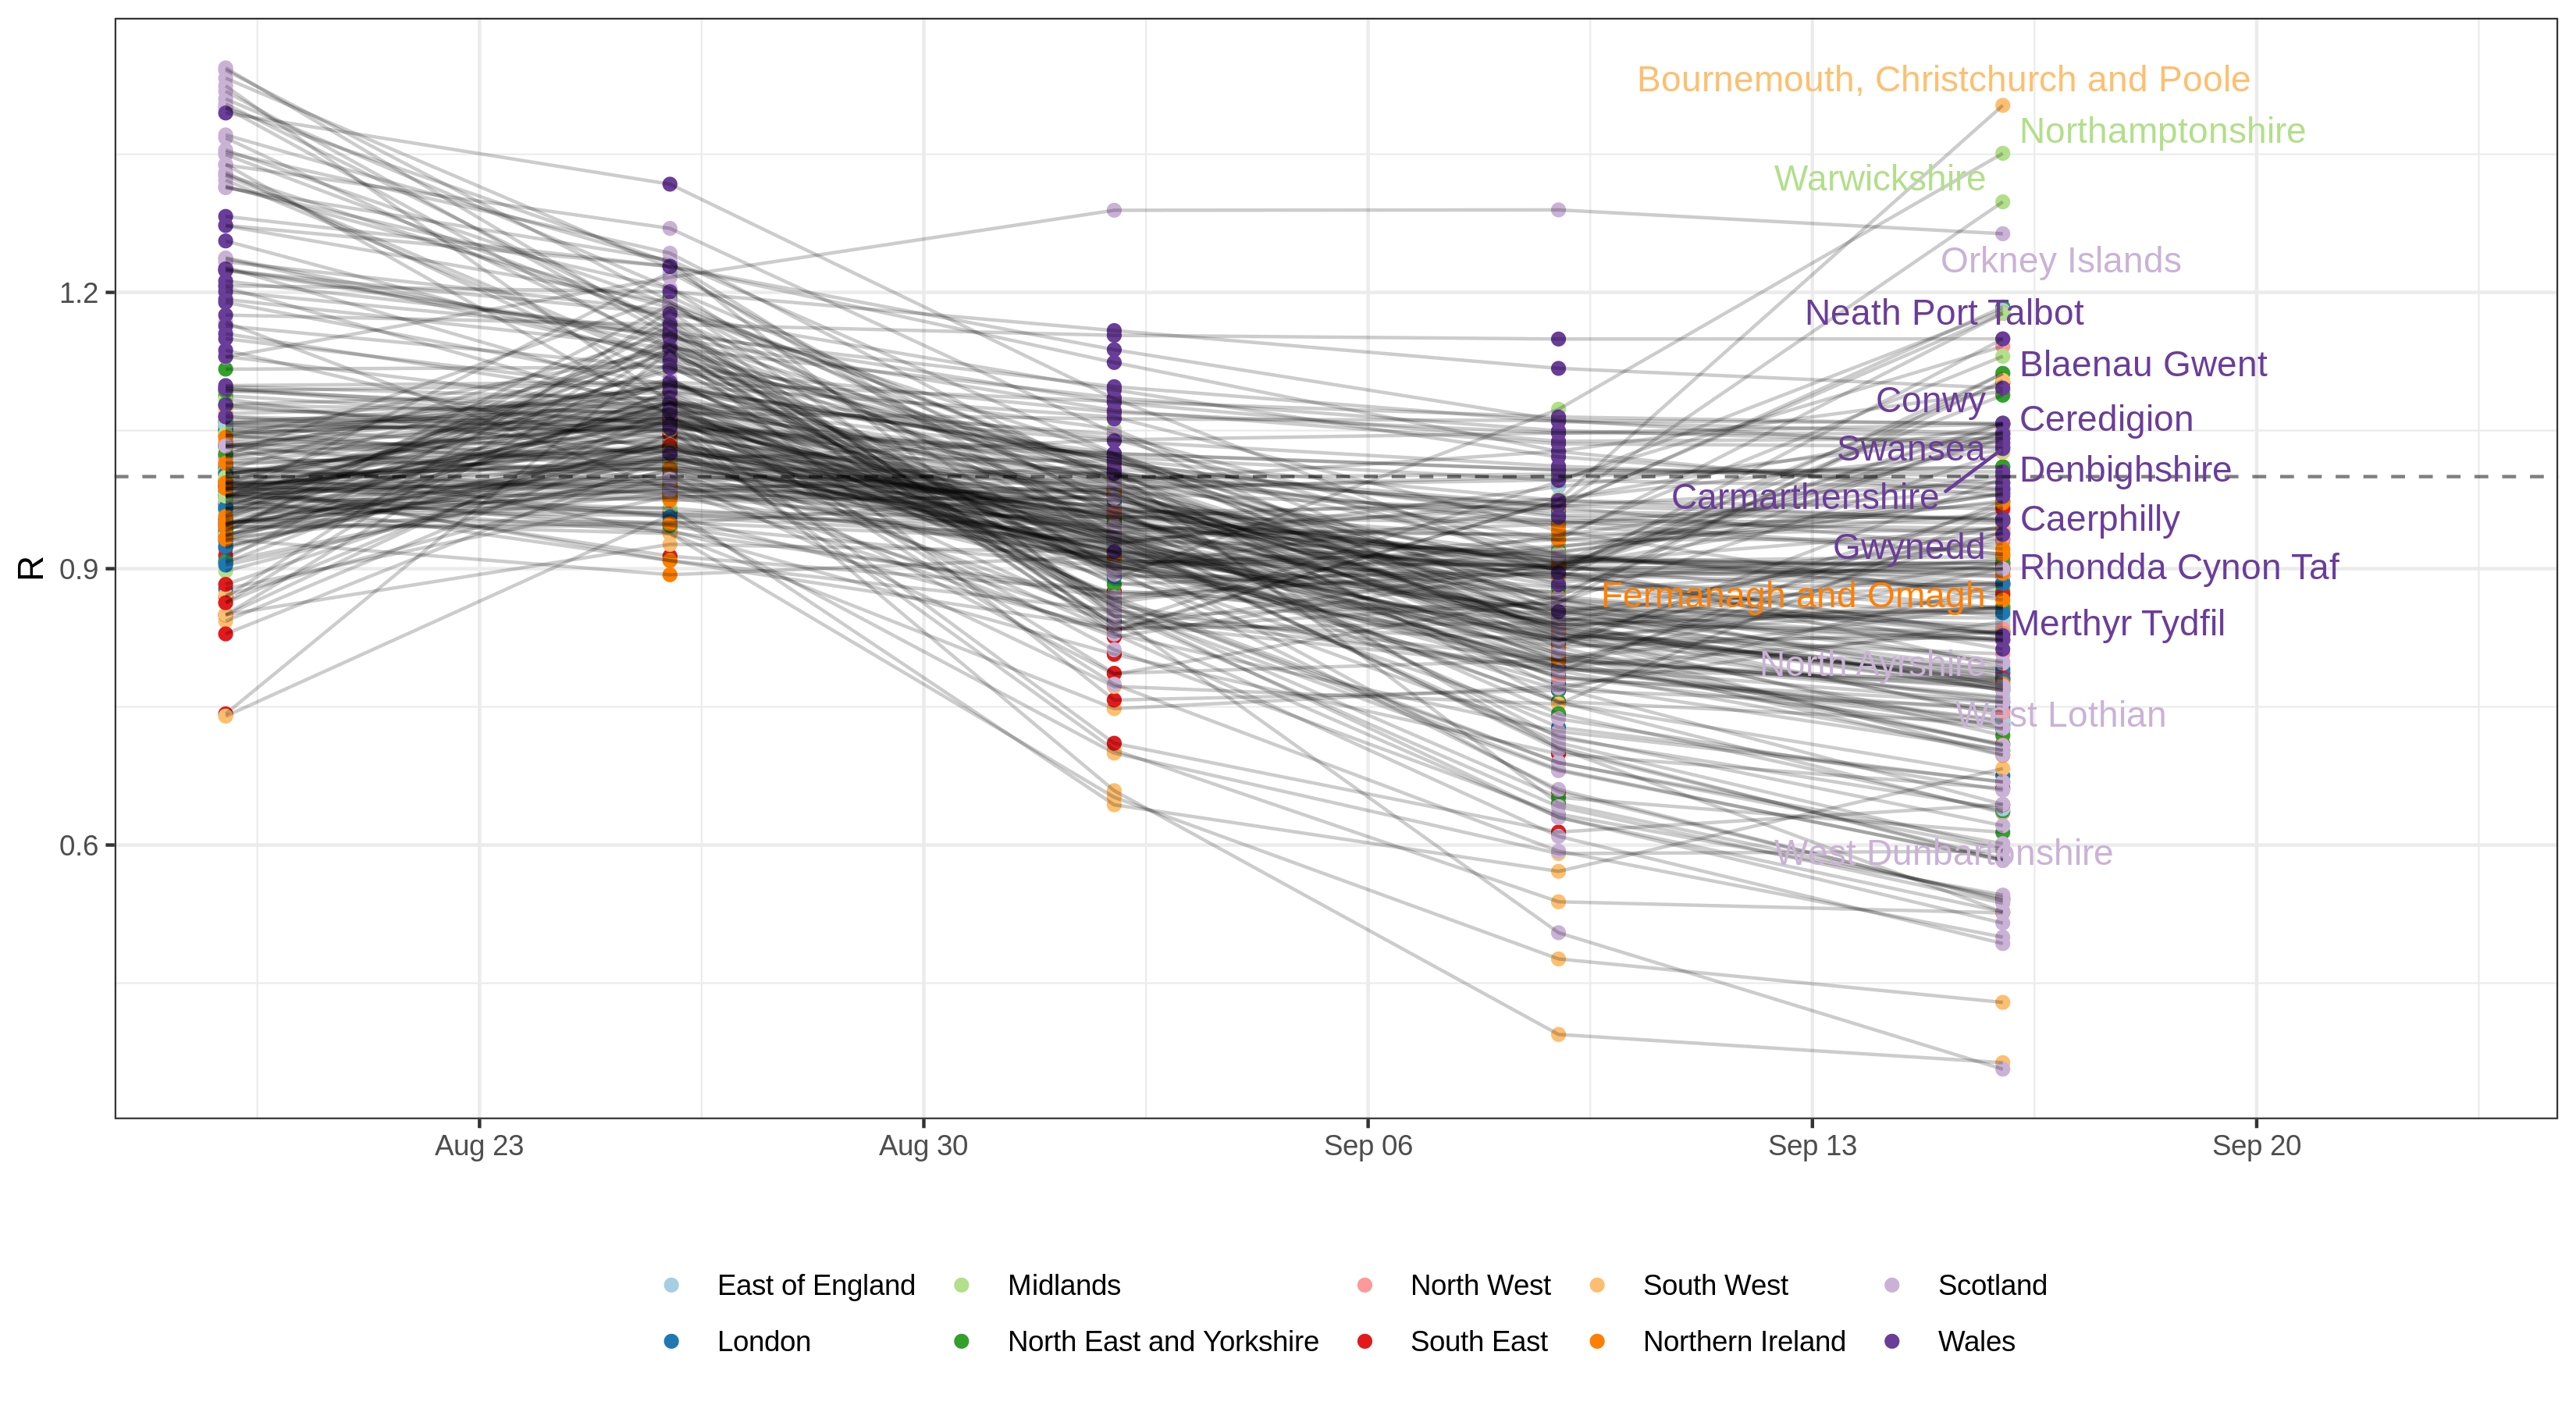 Bournemouth, Christchurch and Poole
Northamptonshire
Warwickshire
Orkney Islands
1.2
Neath Port Talbot
Blaenau Gwent
Conwy
Ceredigion
Swansea
Denbighshire
Carmarthenshire
Caerphilly
Gwynedd
R
0.9
Rhondda Cynon Taf
Fermanagh and Omagh
Merthyr Tydfil
North Ayrshire
West Lothian
0.6
West Dunbartonshire
Aug 23
Aug 30
Sep 06
Sep 13
Sep 20
East of England
Midlands
North West
South West
Scotland
London
North East and Yorkshire
South East
Northern Ireland
Wales